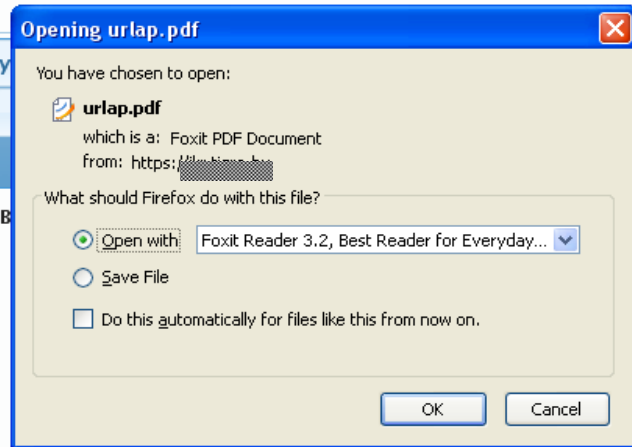 Opening urlap.pdf
You have chosen to open:
urlap.pdf
which is a: Foxit PDF Document
from: https:/
What should Firefox do with this file?
Open with
Foxit Reader 3.2, Best Reader for Everyday...
Save File
Do this automatically for files like this from now on.
OK
Cancel